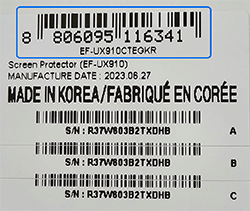 8 806095 116341
EF-UX910CTEGKR
Screen Protector (EF-UX910)
MANUFACTURE DATE : 2023.06.27
MADE IN KOREA/FABRIQUÉ EN CORÉE
S/N : R37W803B2TXDHB A
S/N : R37W803B2TXDHB B
S/N : R37W803B2TXDHB C